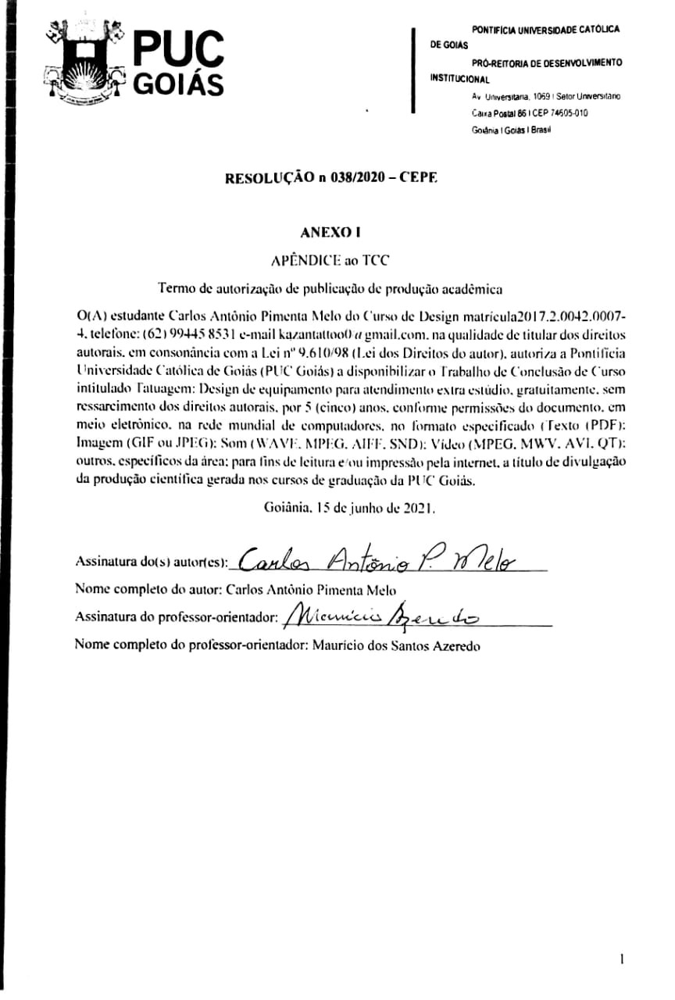 PUC
GOIÁS
PONTIFÍCIA UNIVERSIDADE CATÓLICA
DE GOIÁS
PRÓ-REITORIA DE DESENVOLVIMENTO
INSTITUCIONAL
Av. Universitária, 1069 I Setor Universitário
Caixa Postal 86 I CEP 74605-010
Goiânia I Goiás I Brasil
RESOLUÇÃO n 038/2020 – CEPE
ANEXO I
APÊNDICE ao TCC
Termo de autorização de publicação de produção acadêmica
O(A) estudante Carlos Antônio Pimenta Melo do Curso de Design matrícula2017.2.0042.0007-
4, telefone: (62) 99445 8531 e-mail kazantattoo0@gmail.com, na qualidade de titular dos direitos
autorais, em consonância com a Lei nº 9.610/98 (Lei dos Direitos do autor), autoriza a Pontifícia
Universidade Católica de Goiás (PUC Goiás) a disponibilizar o Trabalho de Conclusão de Curso
intitulado Tatuagem: Design de equipamento para atendimento extra estúdio, gratuitamente, sem
ressarcimento dos direitos autorais, por 5 (cinco) anos, conforme permissões do documento, em
meio eletrônico, na rede mundial de computadores, no formato especificado (Texto (PDF);
Imagem (GIF ou JPEG); Som (WAVE, MPEG, AIFF, SND); Vídeo (MPEG, MWV, AVI, QT);
outros, específicos da área; para fins de leitura e/ou impressão pela internet, a título de divulgação
da produção científica gerada nos cursos de graduação da PUC Goiás.
Goiânia, 15 de junho de 2021.
Assinatura do(s) autor(es): Carlos Antônio P. Melo
Nome completo do autor: Carlos Antônio Pimenta Melo
Assinatura do professor-orientador: Maurício Azeredo
Nome completo do professor-orientador: Maurício dos Santos Azeredo
1